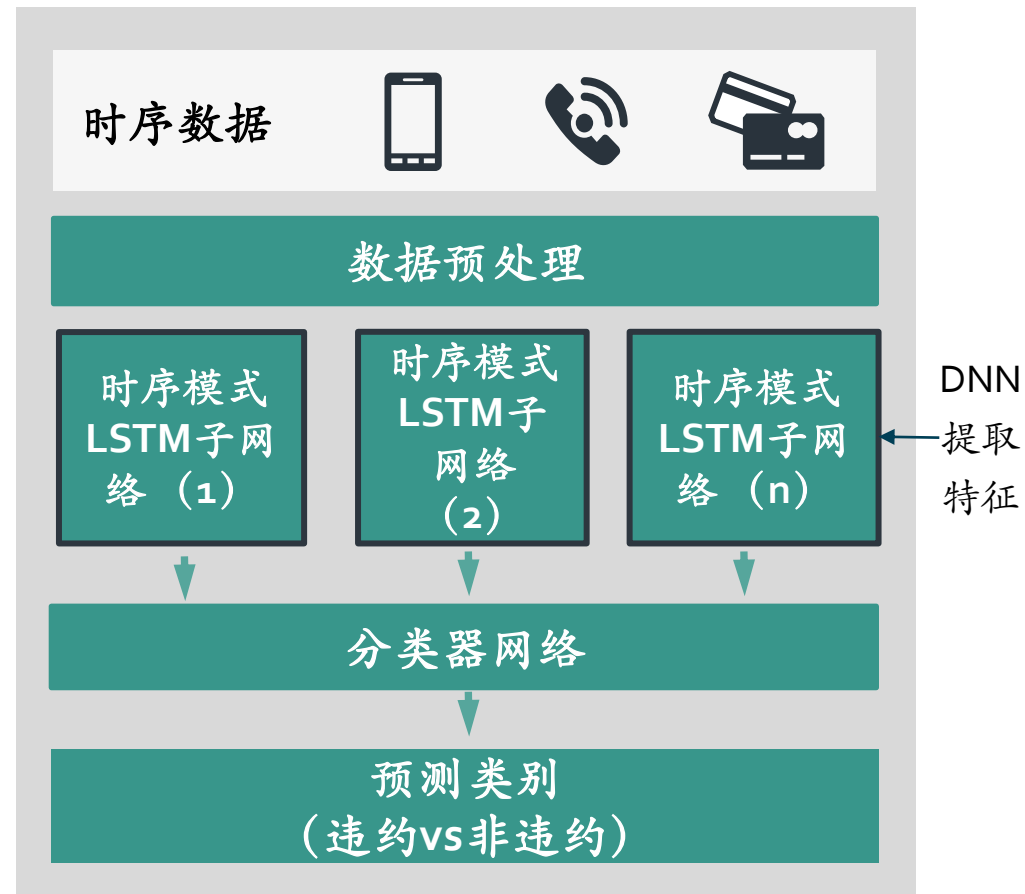 时序数据
数据预处理
时序模式
LSTM子网
络（1）
时序模式
LSTM子
网络
（2）
时序模式
LSTM子网
络（n）
DNN
提取
特征
分类器网络
预测类别
（违约vs非违约）